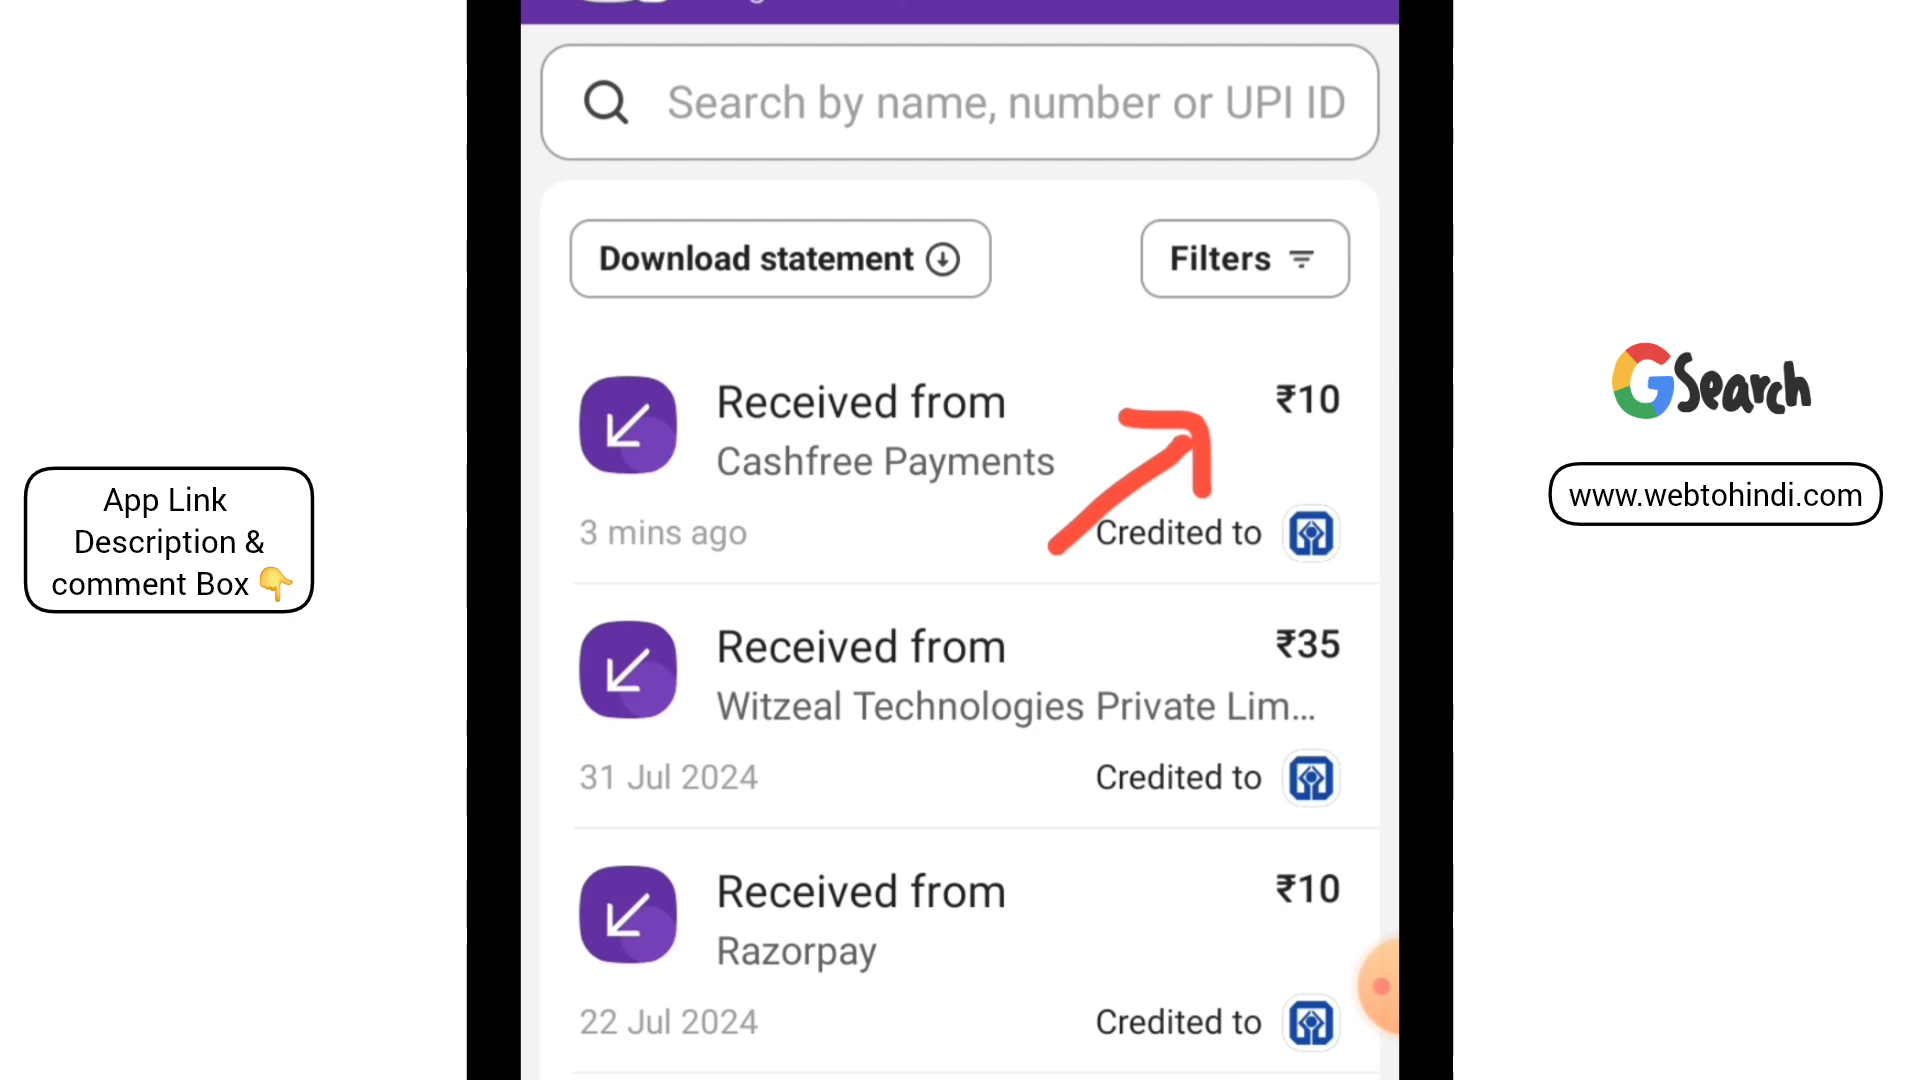 Search by name, number or UPI ID
Download statement
Filters
Received from
₹10
Cashfree Payments
3 mins ago
Credited to
Received from
₹35
Witzeal Technologies Private Lim...
31 Jul 2024
Credited to
Received from
₹10
Razorpay
22 Jul 2024
Credited to
App Link
Description &
comment Box 👇
G Search
www.webtohindi.com